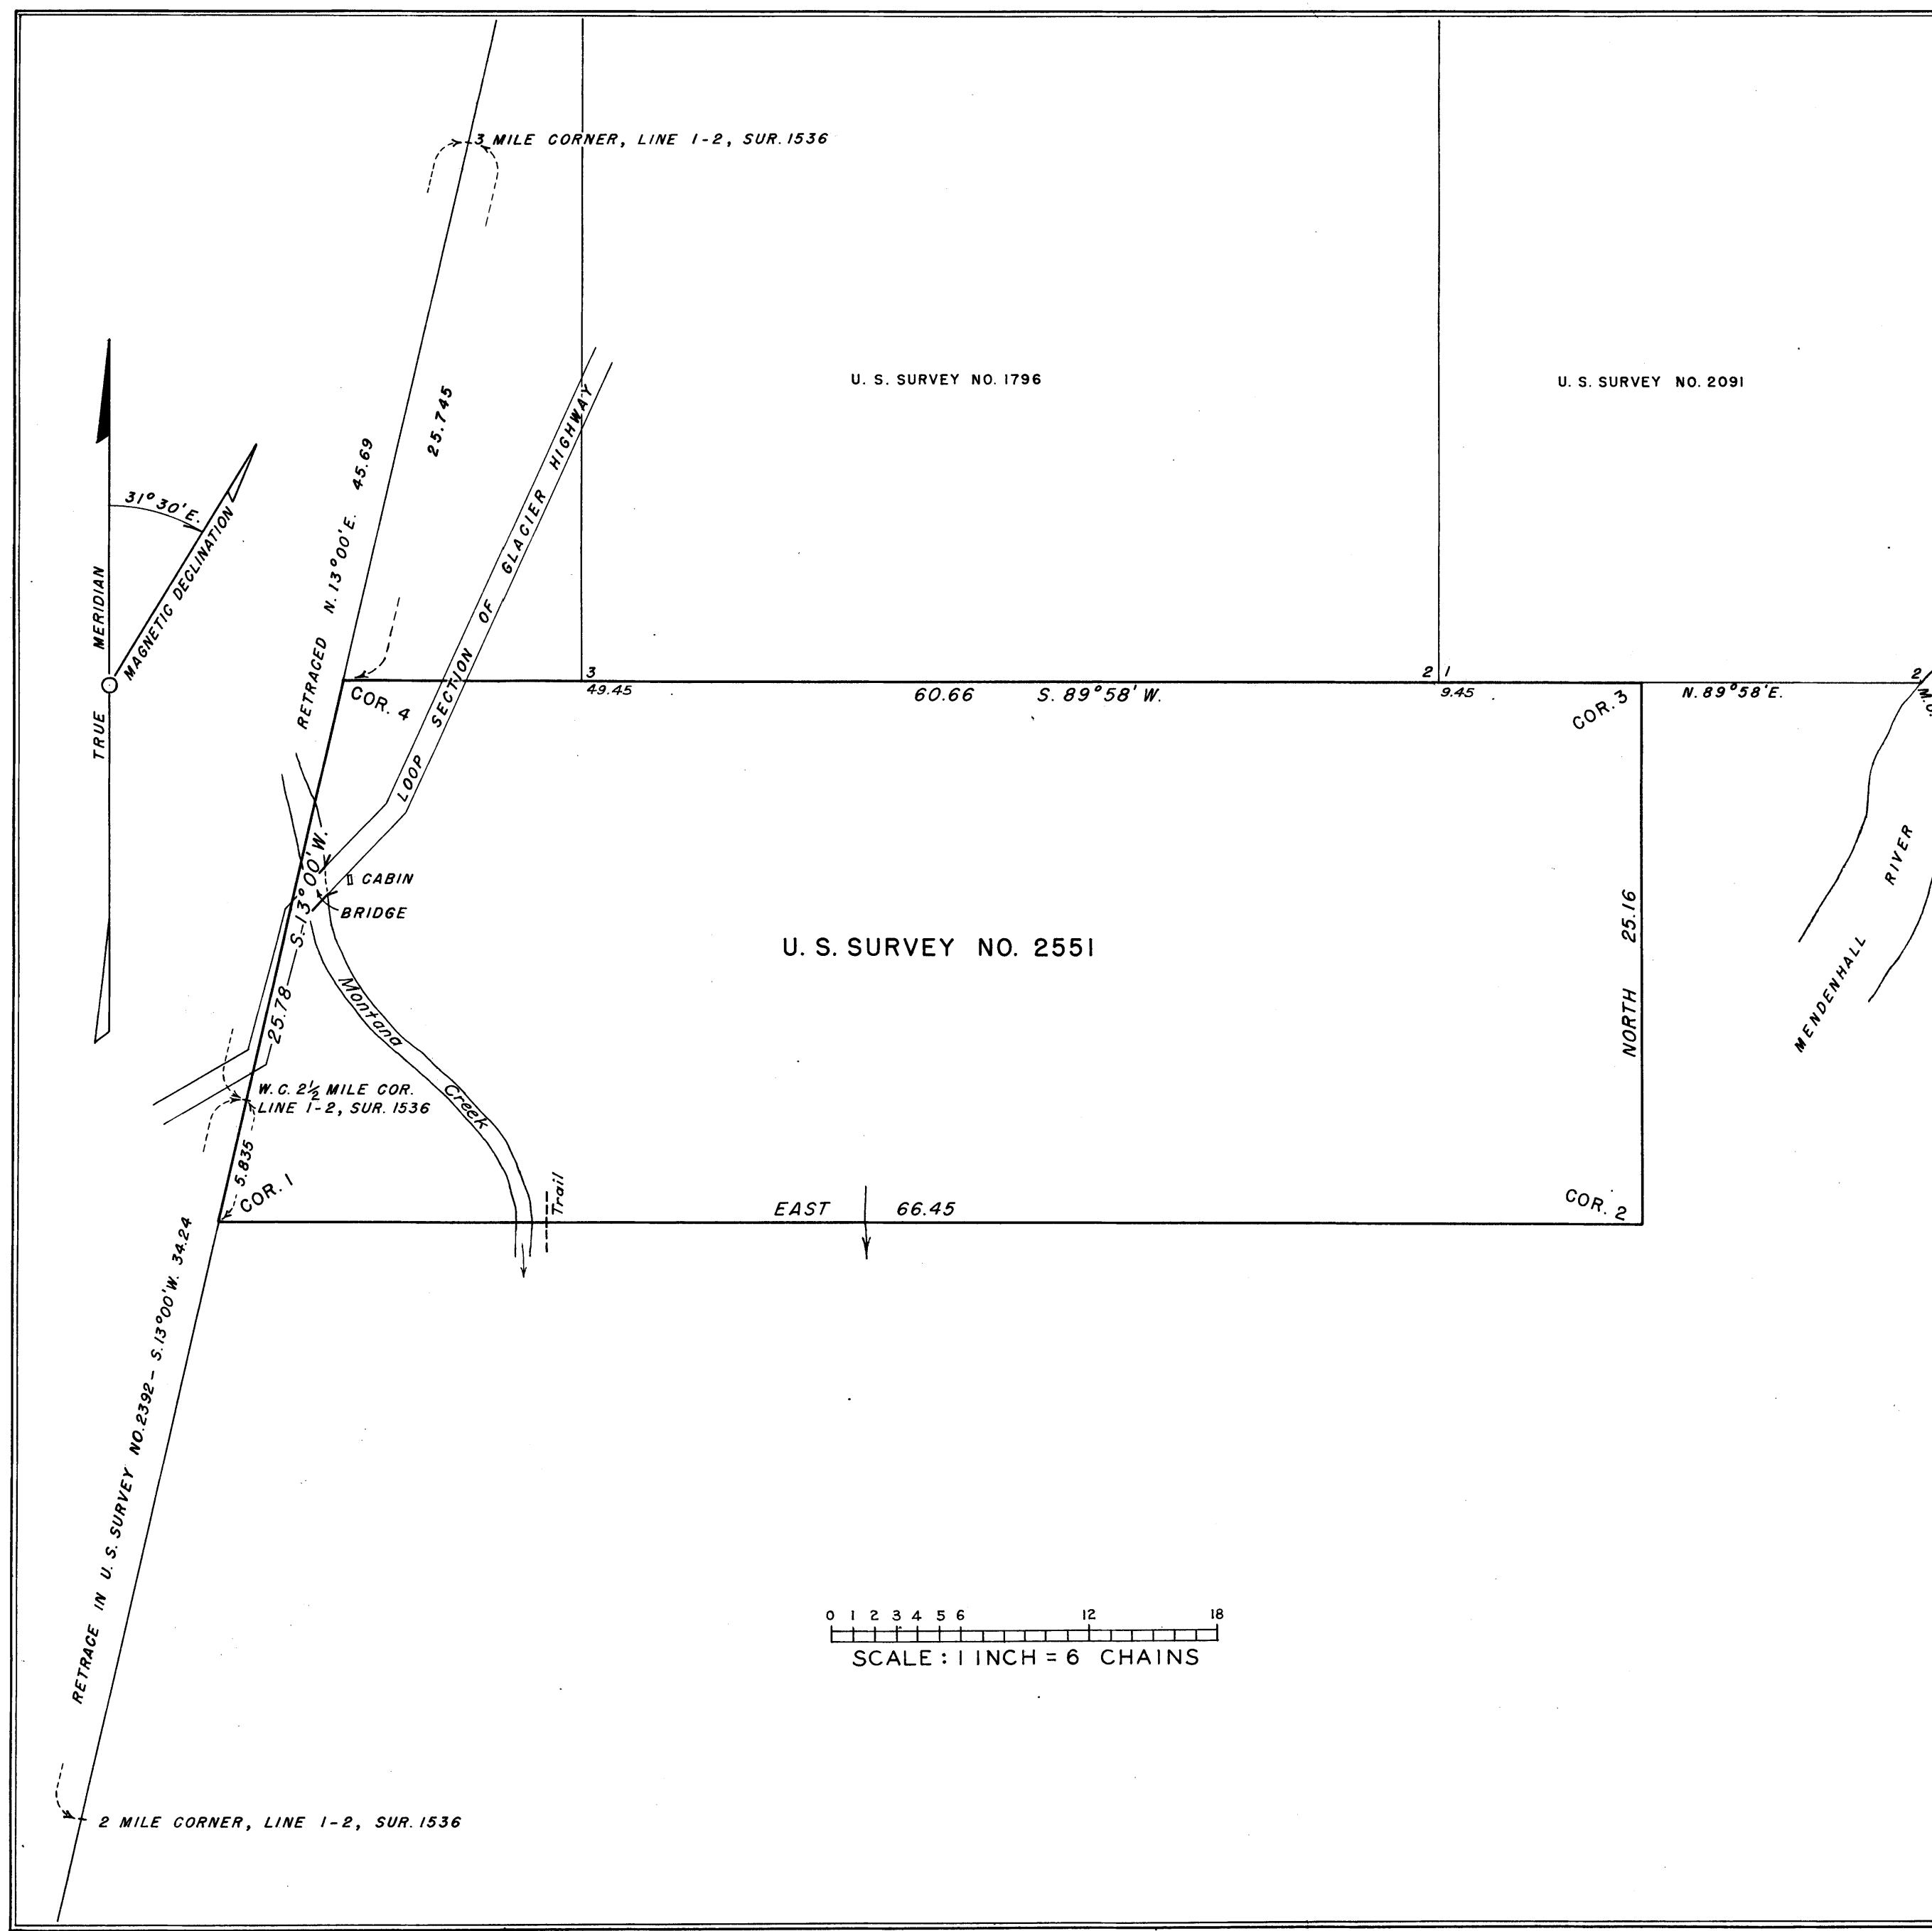 3 MILE CORNER, LINE 1-2, SUR. 1536
U. S. SURVEY NO. 1796
U. S. SURVEY NO. 2091
25.745
RETRACED N. 13°00'E. 45.69
LOOP SECTION OF GLACIER HIGHWAY
31°30'E.
MAGNETIC DECLINATION
TRUE MERIDIAN
COR. 4
3
49.45
60.66 S. 89°58' W.
2
1
9.45
COR. 3
N. 89°58'E.
2
M.C.
S. 13°00'W.
25.78
CABIN
BRIDGE
U. S. SURVEY NO. 2551
NORTH 25.16
MENDENHALL RIVER
Montana Creek
W. C. 2½ MILE COR.
LINE 1-2, SUR. 1536
5.835
COR. 1
Trail
EAST 66.45
COR. 2
RETRACE IN U. S. SURVEY NO. 2392 - S. 13°00'W. 34.24
0 1 2 3 4 5 6 12 18
SCALE: 1 INCH = 6 CHAINS
2 MILE CORNER, LINE 1-2, SUR. 1536